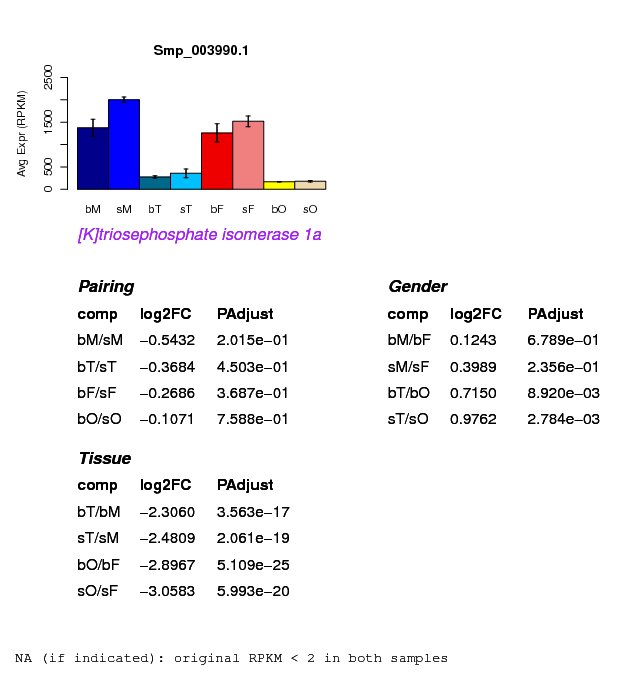 Smp_003990.1
Avg Expr (RPKM)
0 500 1500 2500
bM sM bT sT bF sF bO sO
[K]triosephosphate isomerase 1a
Pairing
comp log2FC PAdjust
bM/sM −0.5432 2.015e−01
bT/sT −0.3684 4.503e−01
bF/sF −0.2686 3.687e−01
bO/sO −0.1071 7.588e−01
Gender
comp log2FC PAdjust
bM/bF 0.1243 6.789e−01
sM/sF 0.3989 2.356e−01
bT/bO 0.7150 8.920e−03
sT/sO 0.9762 2.784e−03
Tissue
comp log2FC PAdjust
bT/bM −2.3060 3.563e−17
sT/sM −2.4809 2.061e−19
bO/bF −2.8967 5.109e−25
sO/sF −3.0583 5.993e−20
NA (if indicated): original RPKM < 2 in both samples